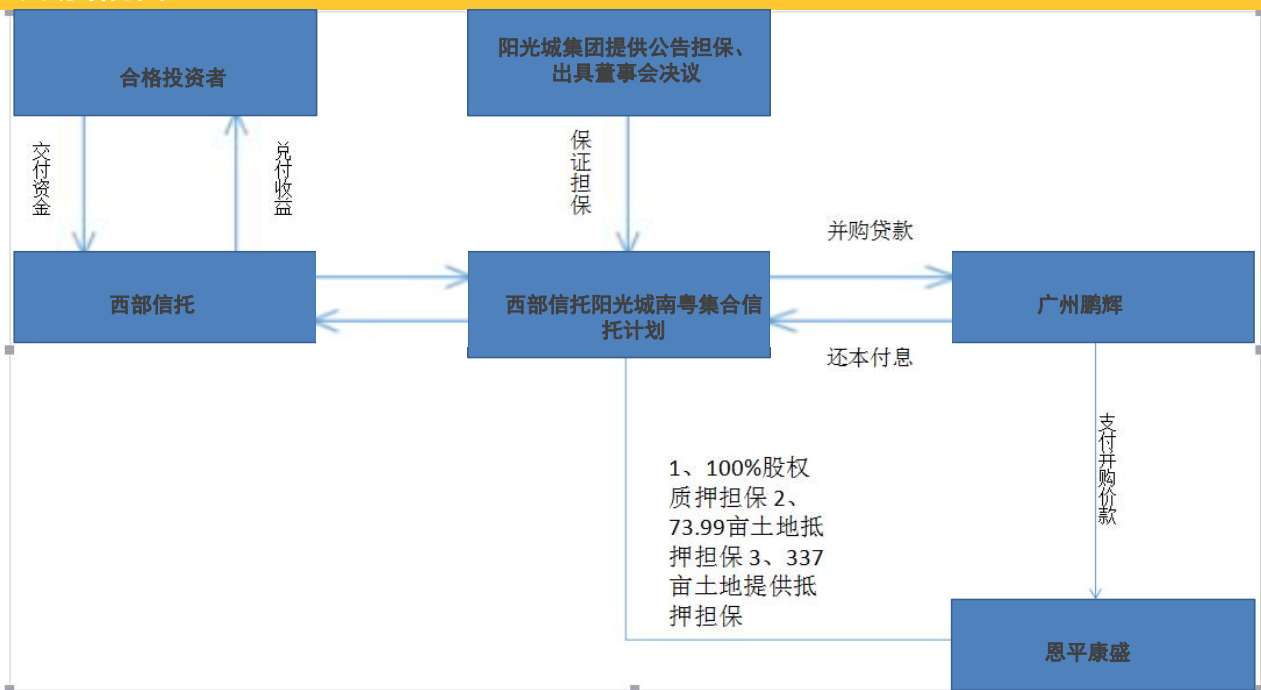 合格投资者
阳光城集团提供公告担保、
出具董事会决议
交付资金
兑付收益
保证担保
并购贷款
西部信托
西部信托阳光城南粤集合信
托计划
广州鹏辉
还本付息
支付并购价款
1、100%股权
质押担保 2、
73.99亩土地抵
押担保 3、337
亩土地提供抵
押担保
恩平康盛